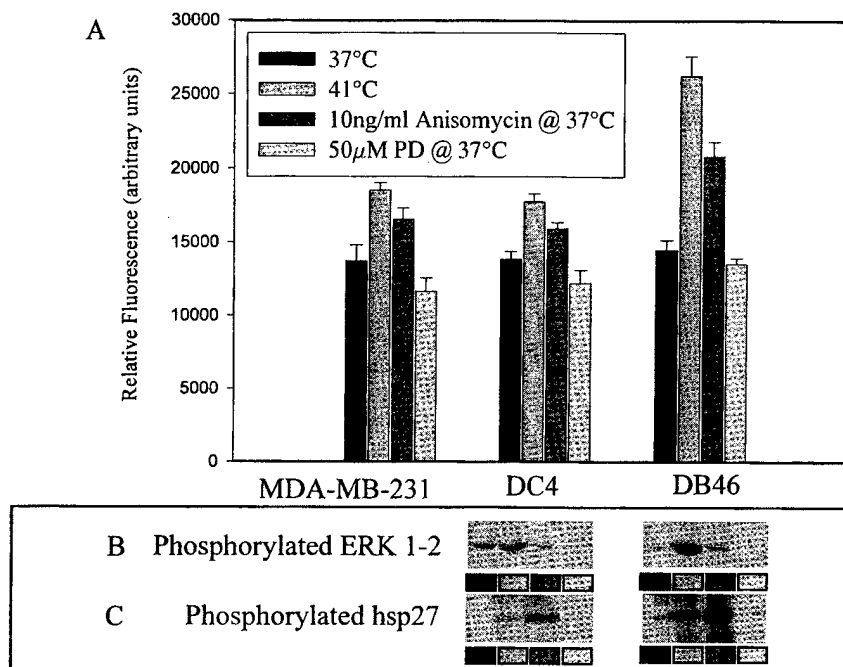 A
30000
25000
20000
15000
10000
5000
0
Relative Fluorescence (arbitrary units)
37°C
41°C
10ng/ml Anisomycin @ 37°C
50μM PD @ 37°C
MDA-MB-231 DC4 DB46
B Phosphorylated ERK 1-2
C Phosphorylated hsp27